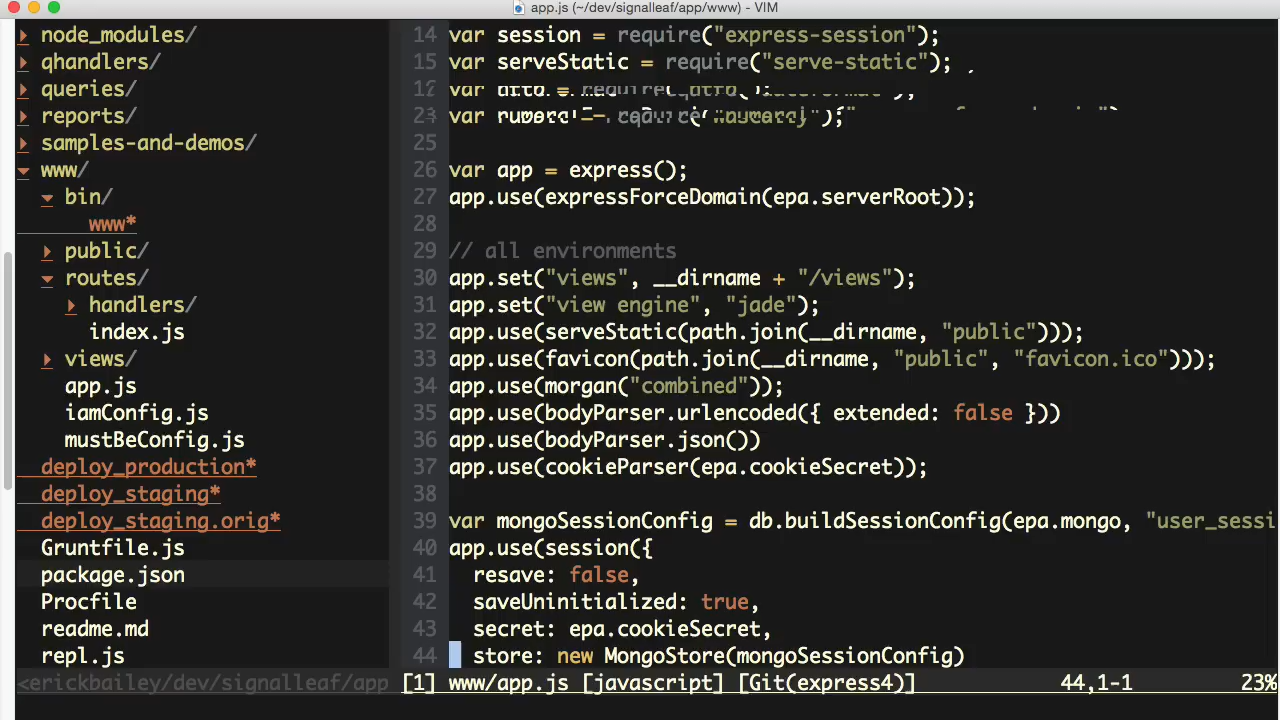 app.js (~/dev/signalleaf/app/www) - VIM
▸ node_modules/
▸ qhandlers/
▸ queries/
▸ reports/
▸ samples-and-demos/
▾ www/
▾ bin/
www*
▸ public/
▾ routes/
▸ handlers/
index.js
▸ views/
app.js
iamConfig.js
mustBeConfig.js
deploy_production*
deploy_staging*
deploy_staging.orig*
Gruntfile.js
package.json
Procfile
readme.md
repl.js
<erickbailey/dev/signalleaf/app
14 var session = require("express-session");
15 var serveStatic = require("serve-static");
var
var
25
26 var app = express();
27 app.use(expressForceDomain(epa.serverRoot));
28
29 // all environments
30 app.set("views", __dirname + "/views");
31 app.set("view engine", "jade");
32 app.use(serveStatic(path.join(__dirname, "public")));
33 app.use(favicon(path.join(__dirname, "public", "favicon.ico")));
34 app.use(morgan("combined"));
35 app.use(bodyParser.urlencoded({ extended: false }))
36 app.use(bodyParser.json())
37 app.use(cookieParser(epa.cookieSecret));
38
39 var mongoSessionConfig = db.buildSessionConfig(epa.mongo, "user_sessi
40 app.use(session({
41 resave: false,
42 saveUninitialized: true,
43 secret: epa.cookieSecret,
44 store: new MongoStore(mongoSessionConfig)
[1] www/app.js [javascript] [Git(express4)] 44,1-1 23%